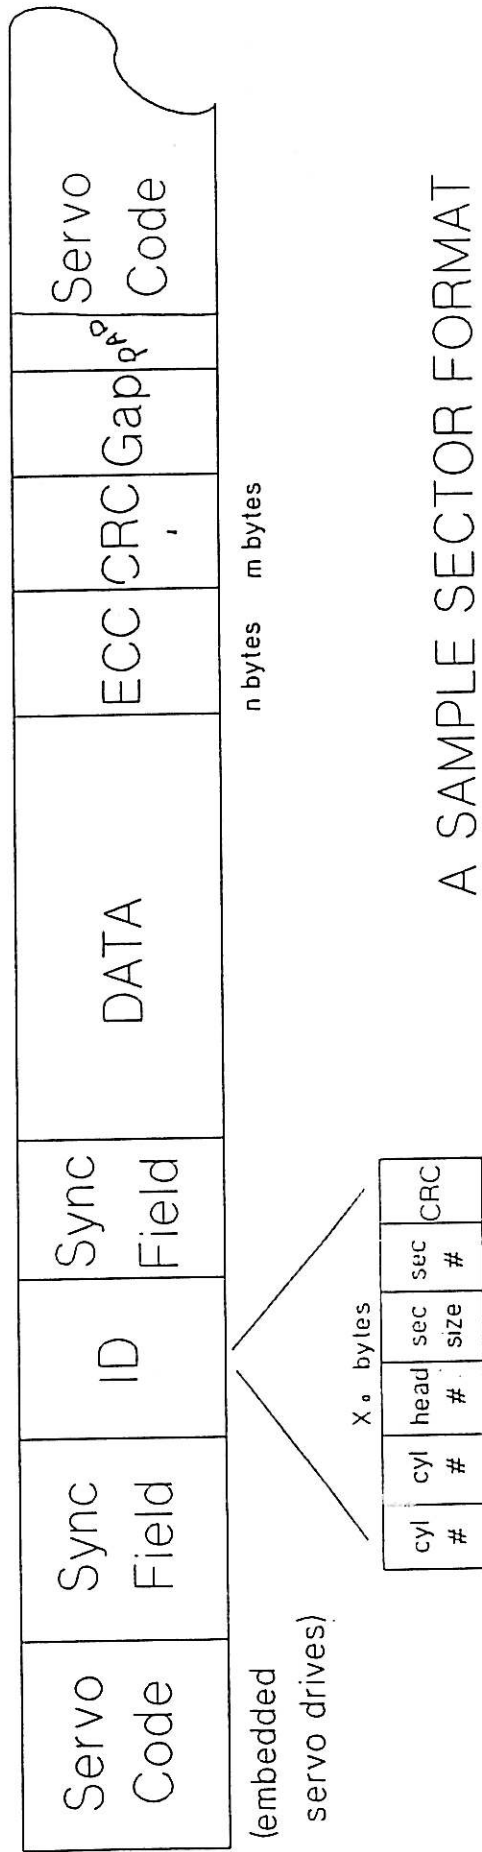 Servo
Code
Sync
Field
ID
Sync
Field
DATA
ECC
CRC
Gap
PAD
Servo
Code
(embedded
servo drives)
n bytes
m bytes
X. bytes
cyl
#
cyl
#
head
#
sec
size
sec
#
CRC
A SAMPLE SECTOR FORMAT